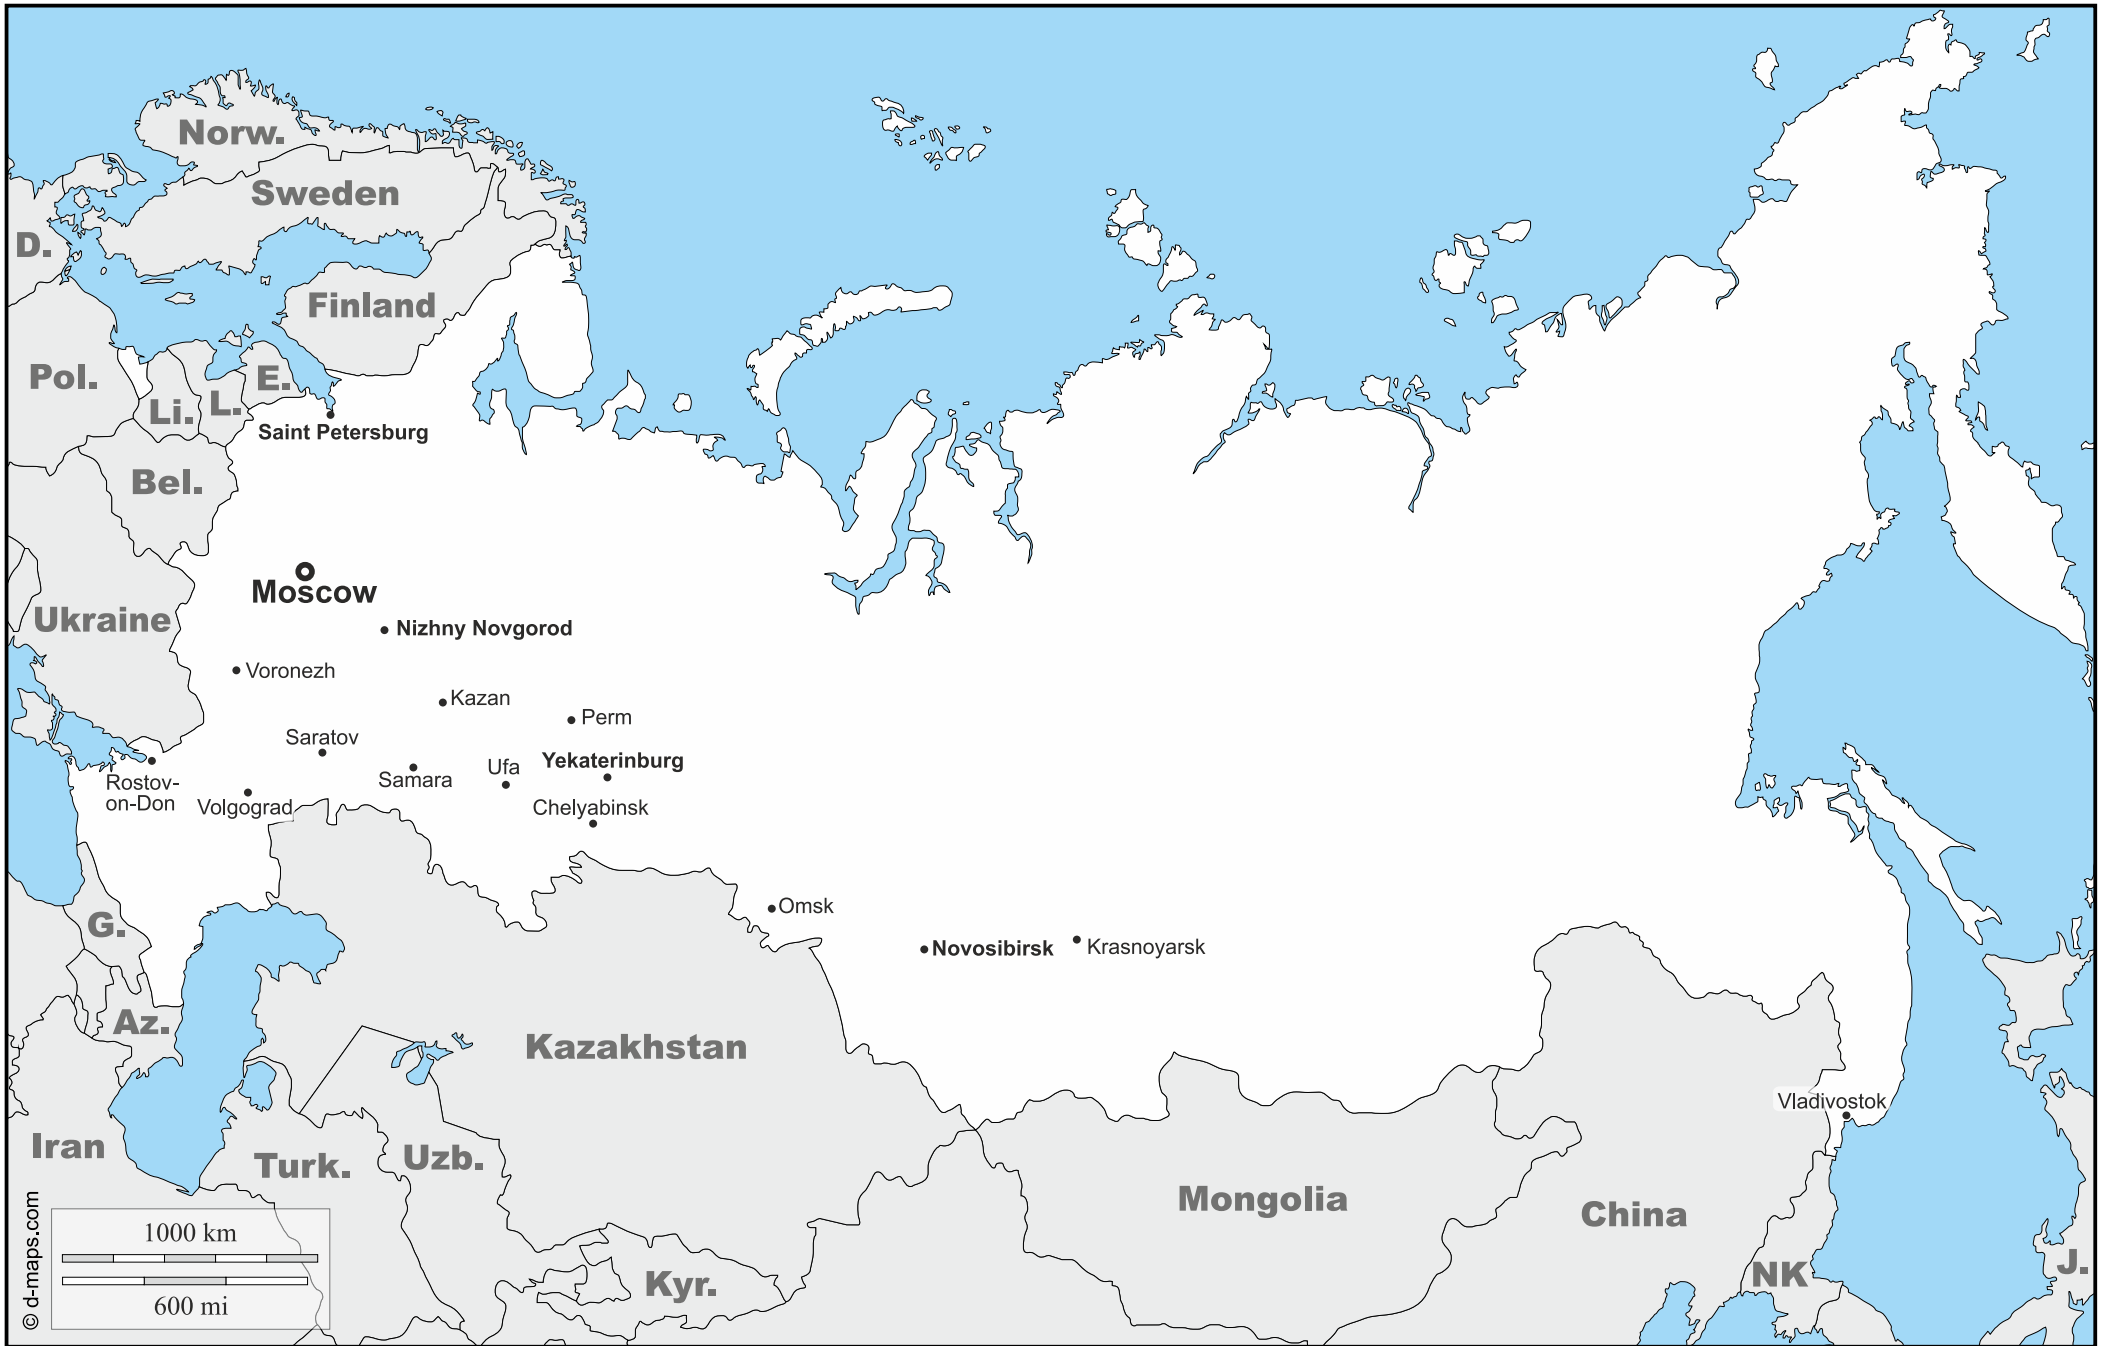 Norw.
Sweden
D.
Finland
Pol.
E.
Li.
L.
Saint Petersburg
Bel.
Moscow
Ukraine
Nizhny Novgorod
Voronezh
Kazan
Perm
Saratov
Yekaterinburg
Ufa
Samara
Rostov-
on-Don
Volgograd
Chelyabinsk
Omsk
G.
Novosibirsk
Krasnoyarsk
Az.
Kazakhstan
Vladivostok
Iran
Turk.
Uzb.
Mongolia
China
Kyr.
NK
J.
1000 km
600 mi
© d-maps.com